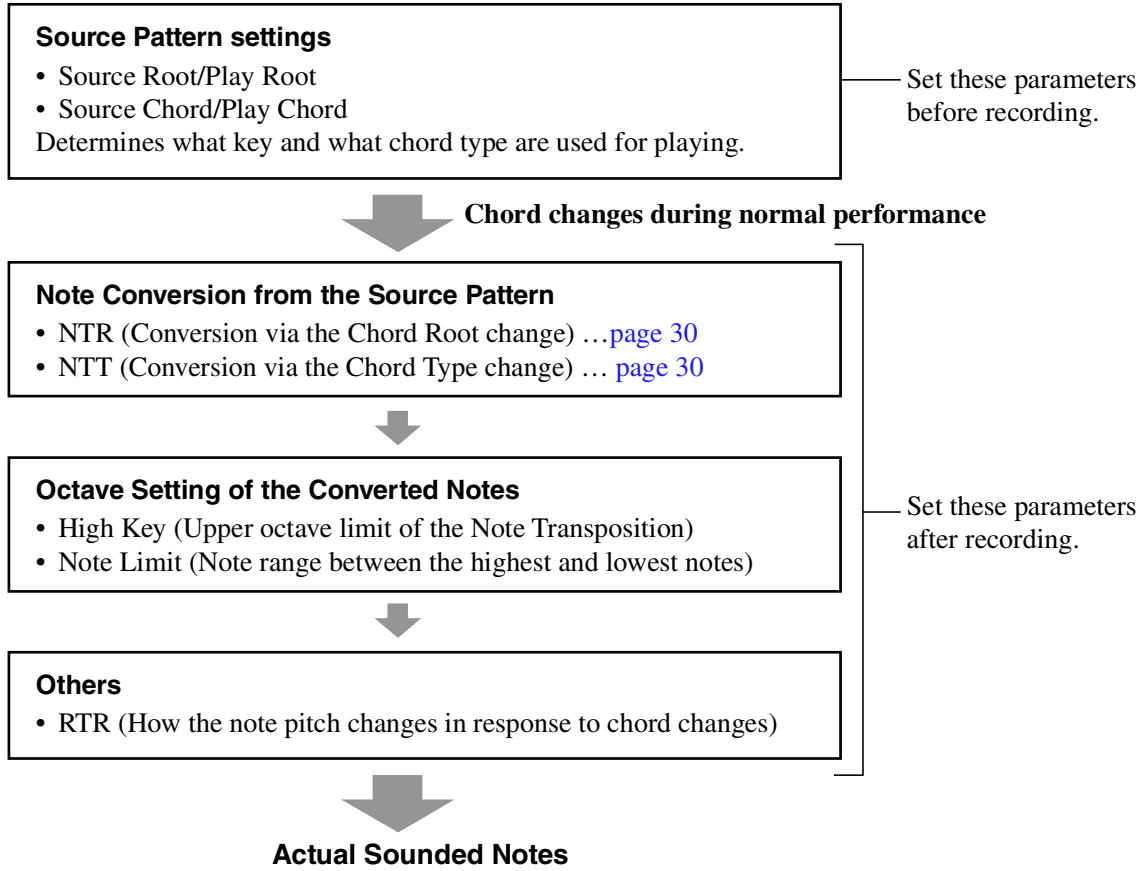 Source Pattern settings
• Source Root/Play Root
• Source Chord/Play Chord
Determines what key and what chord type are used for playing.
Set these parameters
before recording.
Chord changes during normal performance
Note Conversion from the Source Pattern
• NTR (Conversion via the Chord Root change) …page 30
• NTT (Conversion via the Chord Type change) … page 30
Octave Setting of the Converted Notes
• High Key (Upper octave limit of the Note Transposition)
• Note Limit (Note range between the highest and lowest notes)
Set these parameters
after recording.
Others
• RTR (How the note pitch changes in response to chord changes)
Actual Sounded Notes